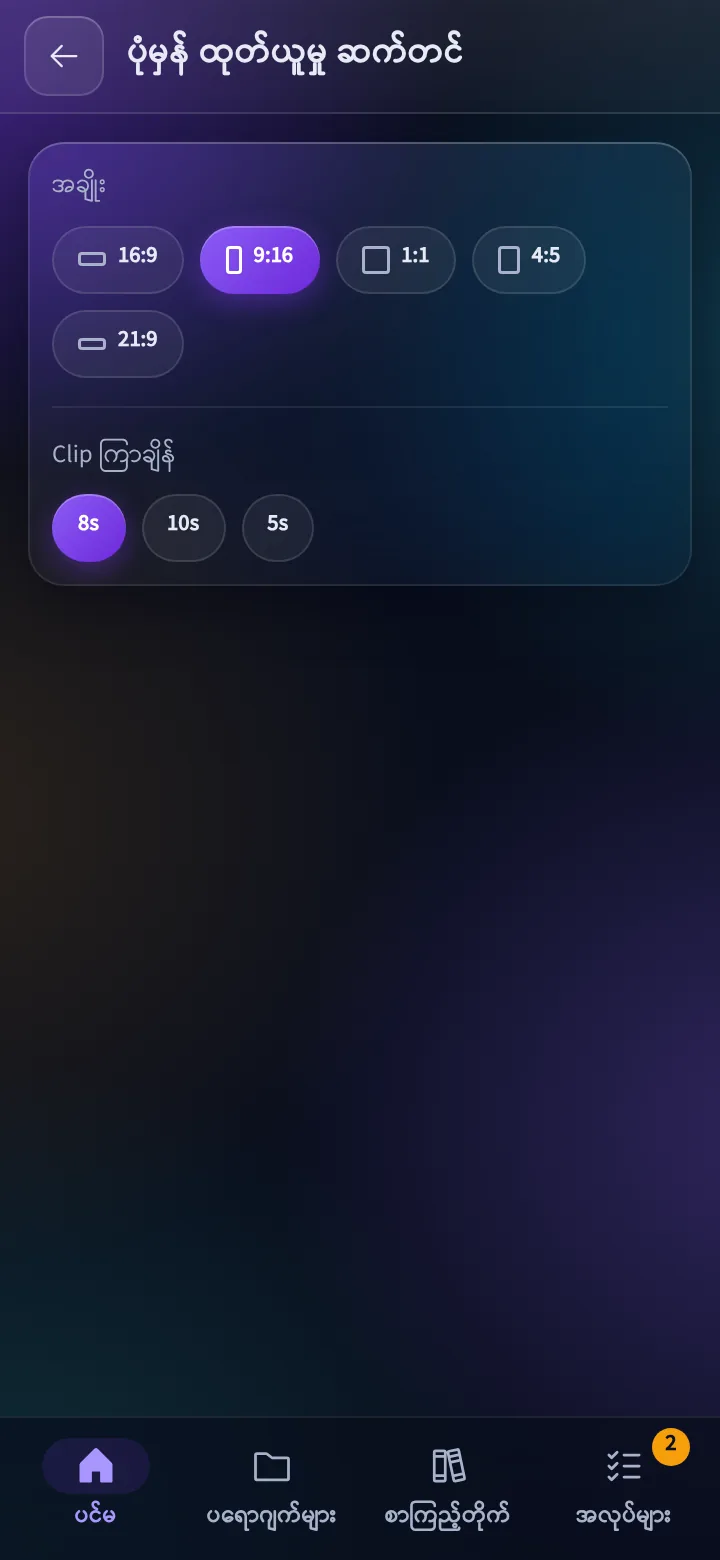 ပုံမှန် ထုတ်ယူမှု ဆက်တင်
အချိုး
16:9 9:16 1:1 4:5
21:9
Clip ကြာချိန်
8s 10s 5s
2
ပင်မ ပရောဂျက်များ စာကြည့်တိုက် အလုပ်များ